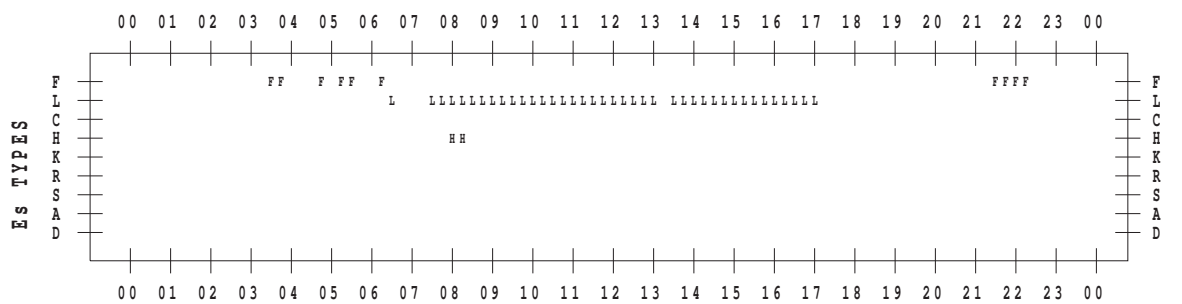 00 01 02 03 04 05 06 07 08 09 10 11 12 13 14 15 16 17 18 19 20 21 22 23 00
F FF F FF F FFFF F
L L LLLLLLLLLLLLLLLLLLLLLLL LLLLLLLLLLLLLLL L
C C
H HH H
K K
R R
S S
A A
D D
Es TYPES
00 01 02 03 04 05 06 07 08 09 10 11 12 13 14 15 16 17 18 19 20 21 22 23 00